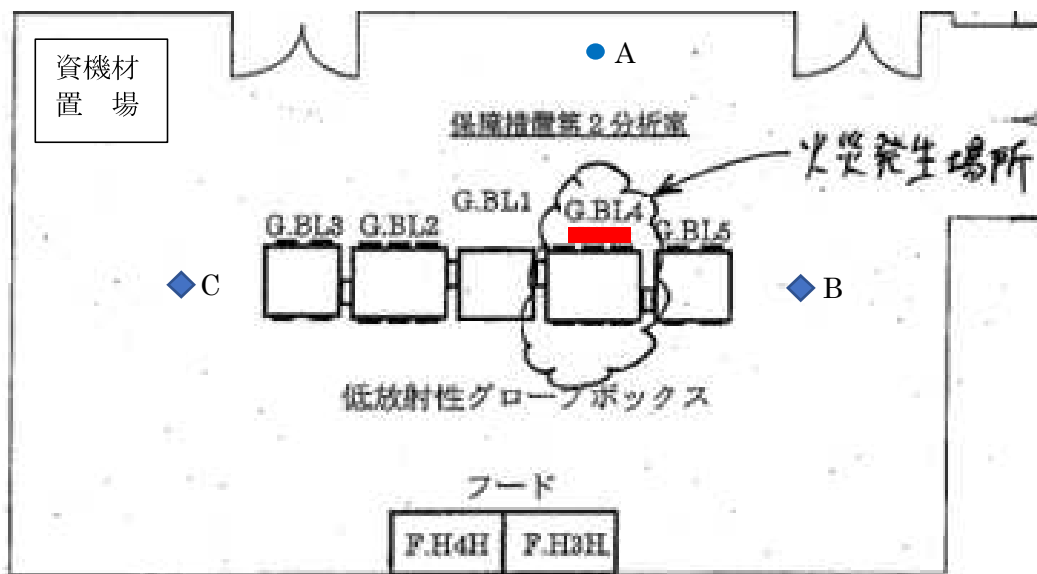 資機材
置　場
A
保障措置第２分析室
火災発生場所
G.BL1
G.BL4
G.BL3
G.BL2
G.BL5
C
B
低放射性グローブボックス
フード
F.H4H
F.H3H